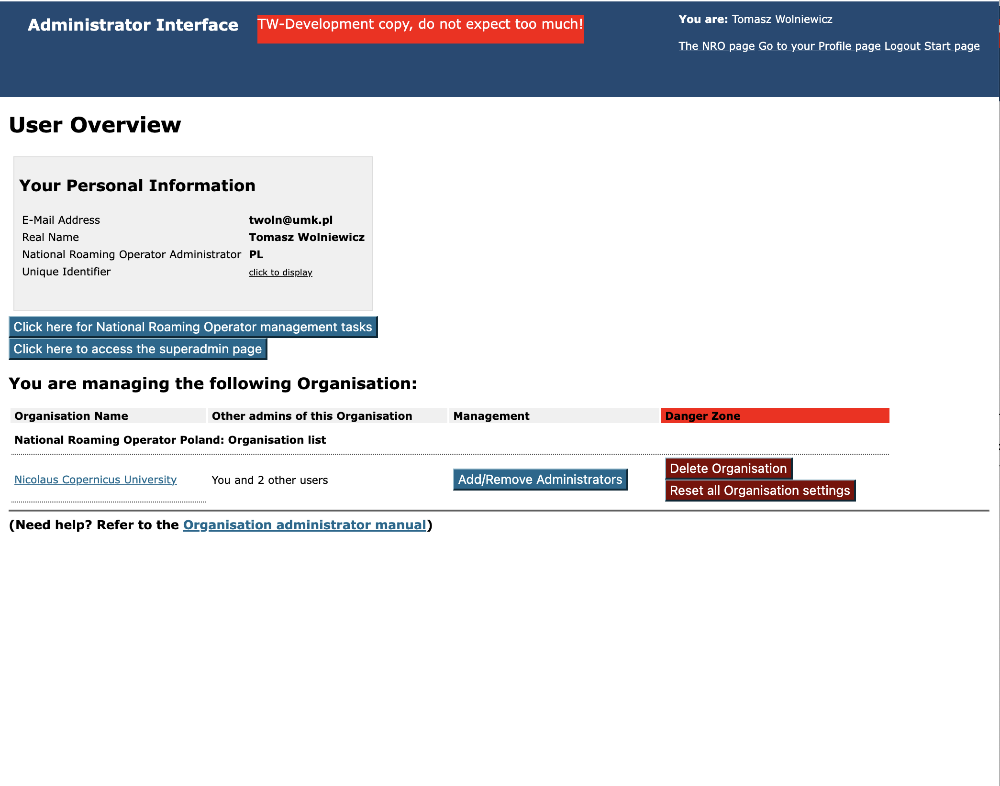 Administrator Interface
TW-Development copy, do not expect too much!
You are: Tomasz Wolniewicz
The NRO page Go to your Profile page Logout Start page
User Overview
Your Personal Information
E-Mail Address twoln@umk.pl
Real Name Tomasz Wolniewicz
National Roaming Operator Administrator PL
Unique Identifier click to display
Click here for National Roaming Operator management tasks
Click here to access the superadmin page
You are managing the following Organisation:
Organisation Name Other admins of this Organisation Management Danger Zone
National Roaming Operator Poland: Organisation list
Nicolaus Copernicus University You and 2 other users Add/Remove Administrators Delete Organisation
Reset all Organisation settings
(Need help? Refer to the Organisation administrator manual)